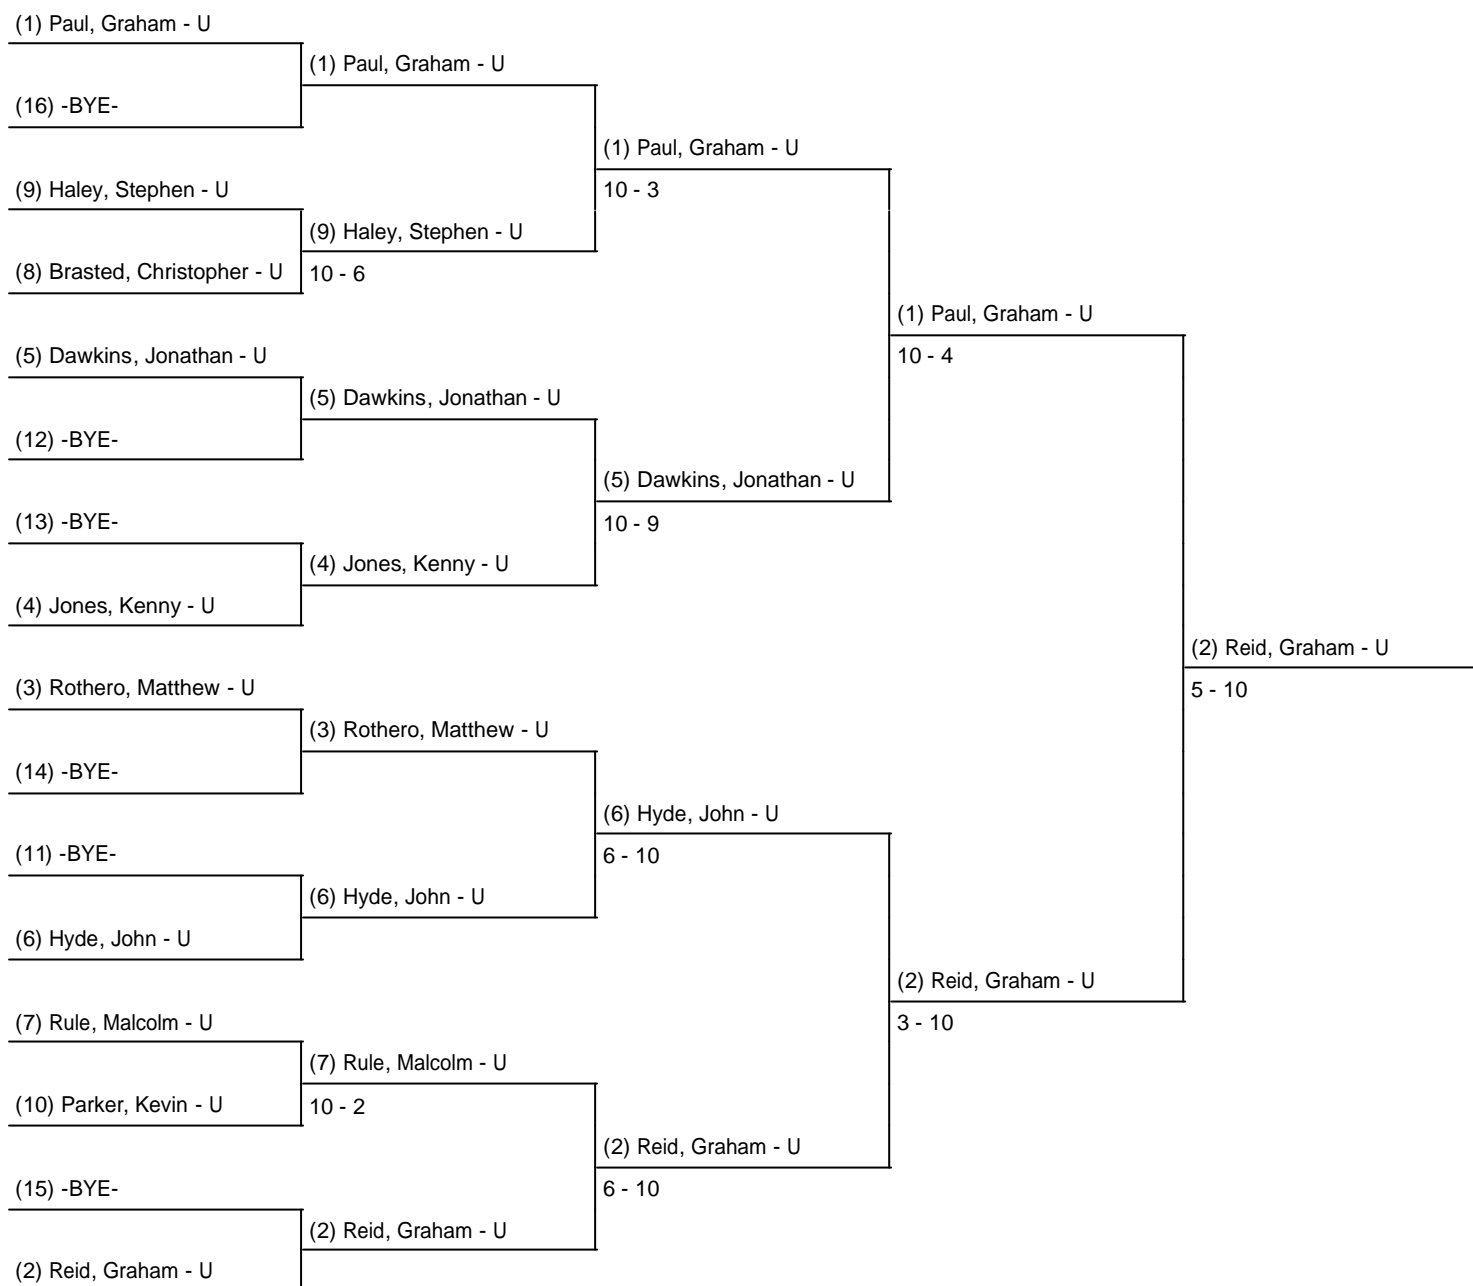 (1) Paul, Graham - U
(1) Paul, Graham - U
(16) -BYE-
(1) Paul, Graham - U
(9) Haley, Stephen - U
10 - 3
(9) Haley, Stephen - U
(8) Brasted, Christopher - U
10 - 6
(1) Paul, Graham - U
(5) Dawkins, Jonathan - U
10 - 4
(5) Dawkins, Jonathan - U
(12) -BYE-
(5) Dawkins, Jonathan - U
(13) -BYE-
10 - 9
(4) Jones, Kenny - U
(4) Jones, Kenny - U
(2) Reid, Graham - U
(3) Rothero, Matthew - U
5 - 10
(3) Rothero, Matthew - U
(14) -BYE-
(6) Hyde, John - U
(11) -BYE-
6 - 10
(6) Hyde, John - U
(6) Hyde, John - U
(2) Reid, Graham - U
(7) Rule, Malcolm - U
3 - 10
(7) Rule, Malcolm - U
(10) Parker, Kevin - U
10 - 2
(2) Reid, Graham - U
(15) -BYE-
6 - 10
(2) Reid, Graham - U
(2) Reid, Graham - U